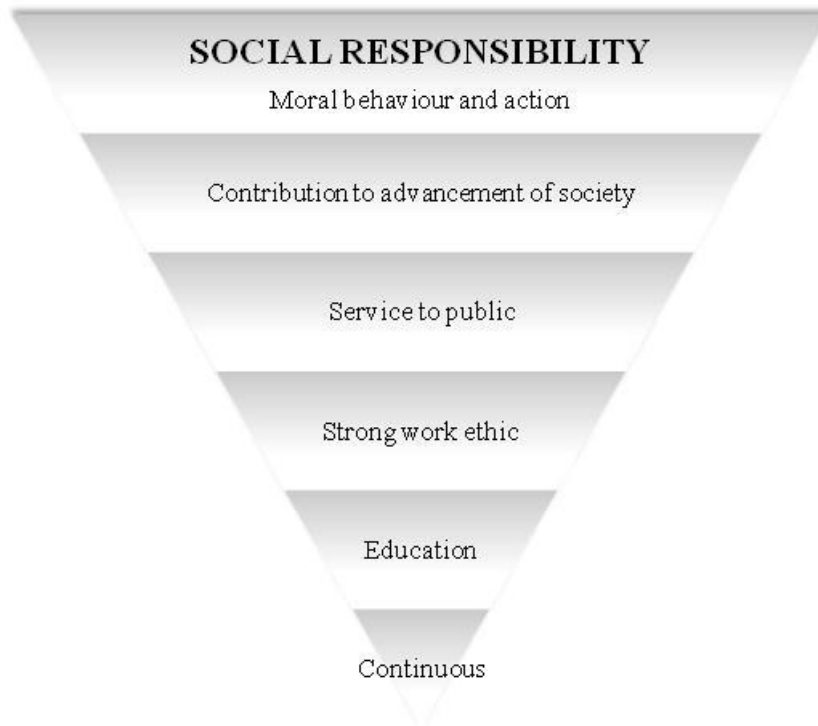 SOCIAL RESPONSIBILITY
Moral behaviour and action
Contribution to advancement of society
Service to public
Strong work ethic
Education
Continuous